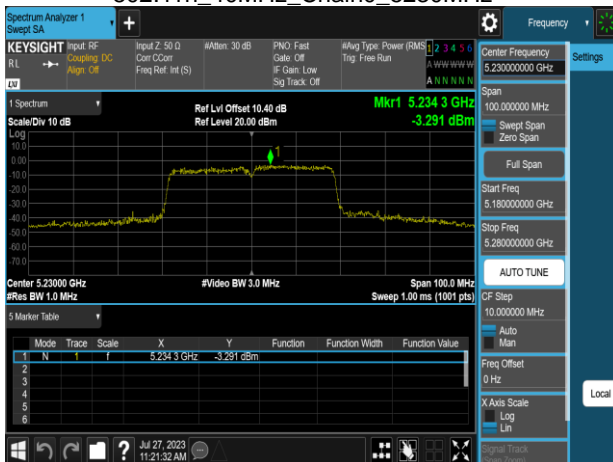 Spectrum Analyzer 1
Swept SA
Frequency
KEYSIGHT
RL
LXI
Input: RF
Coupling: DC
Align: Off
Input Z: 50 Ω
Corr CCorr
Freq Ref: Int (S)
#Atten: 30 dB
PNO: Fast
Gate: Off
IF Gain: Low
Sig Track: Off
#Avg Type: Power (RMS
Trig: Free Run
1 2 3 4 5 6
A W W W W W
A N N N N N
1 Spectrum
Scale/Div 10 dB
Ref Lvl Offset 10.40 dB
Ref Level 20.00 dBm
Mkr1 5.234 3 GHz
-3.291 dBm
Log
10.0
0.00
-10.0
-20.0
-30.0
-40.0
-50.0
-60.0
-70.0
1
Center 5.23000 GHz
#Res BW 1.0 MHz
#Video BW 3.0 MHz
Span 100.0 MHz
Sweep 1.00 ms (1001 pts)
5 Marker Table
Mode Trace Scale X Y Function Function Width Function Value
1 N 1 f 5.234 3 GHz -3.291 dBm
2
3
4
5
6
Jul 27, 2023
11:21:32 AM
Center Frequency
5.230000000 GHz
Span
100.000000 MHz
Swept Span
Zero Span
Full Span
Start Freq
5.180000000 GHz
Stop Freq
5.280000000 GHz
AUTO TUNE
CF Step
10.000000 MHz
Auto
Man
Freq Offset
0 Hz
X Axis Scale
Log
Lin
Signal Track
(Span Zoom)
Settings
Local